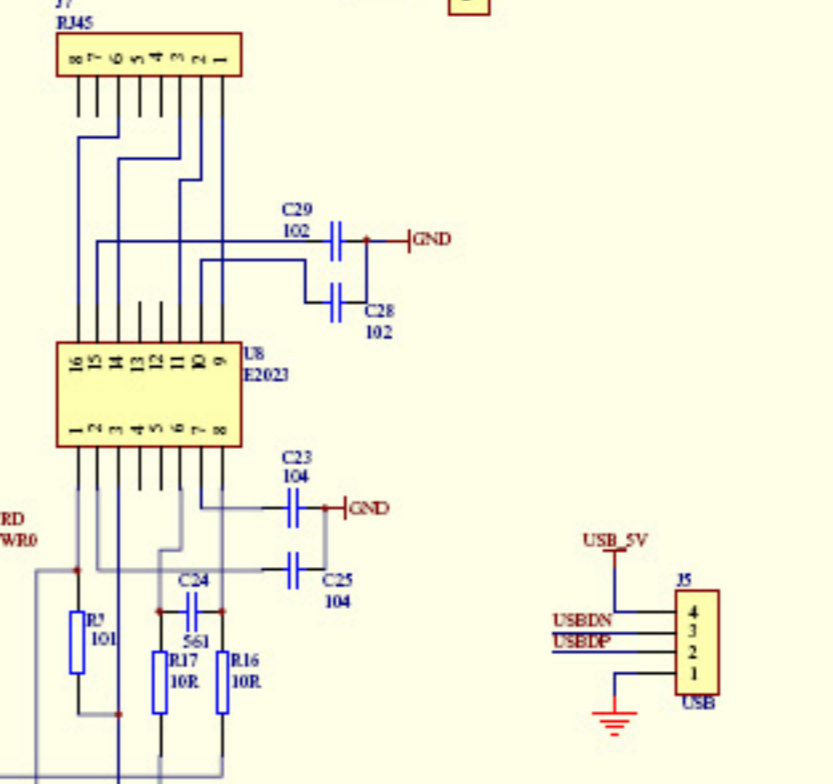 J7
RJ45
8 7 6 5 4 3 2 1
C29
102
GND
C28
102
16 15 14 13 12 11 10 9
U8
E2023
1 2 3 4 5 6 7 8
C23
104
GND
RD
WR0
C25
104
C24
561
R?
101
R17
10R
R16
10R
USB_5V
J5
4
USBDN
3
USBDP
2
1
USB